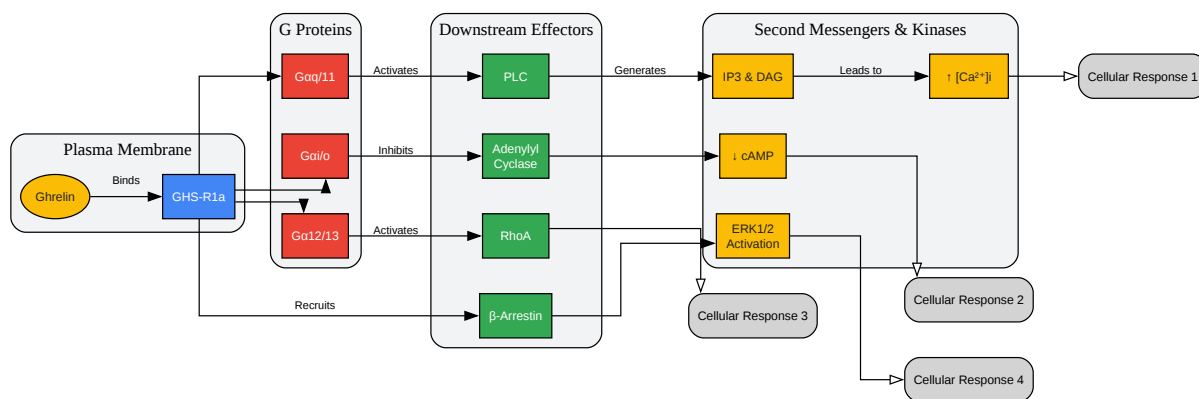 G Proteins
Downstream Effectors
Second Messengers & Kinases
Gαq/11
Activates
PLC
Generates
IP3 & DAG
Leads to
↑ [Ca²⁺]i
Cellular Response 1
Plasma Membrane
Ghrelin
Binds
GHS-R1a
Gαi/o
Inhibits
Adenylyl
Cyclase
↓ cAMP
Gα12/13
Activates
RhoA
ERK1/2
Activation
Cellular Response 2
Recruits
β-Arrestin
Cellular Response 3
Cellular Response 4